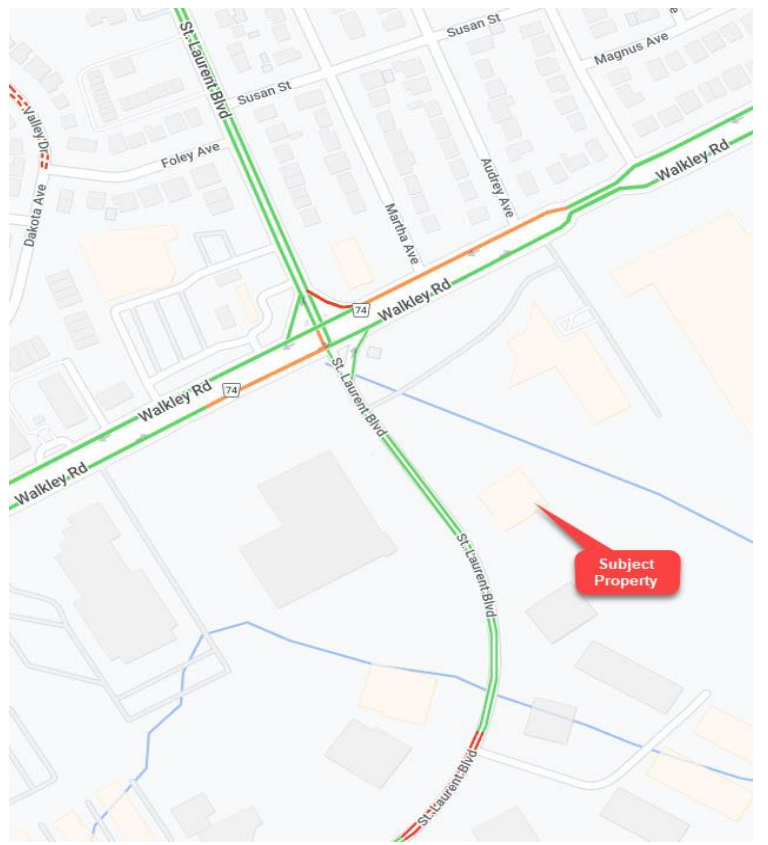 St. Laurent Blvd
Susan St
Magnus Ave
Susan St
Valley Dr
Foley Ave
Walkley Rd
Walkley Rd
Audrey Ave
Dakota Ave
Martha Ave
74
Walkley Rd
74
Walkley Rd
St. Laurent Blvd
Walkley Rd
St. Laurent Blvd
Subject
Property
St. Laurent Blvd